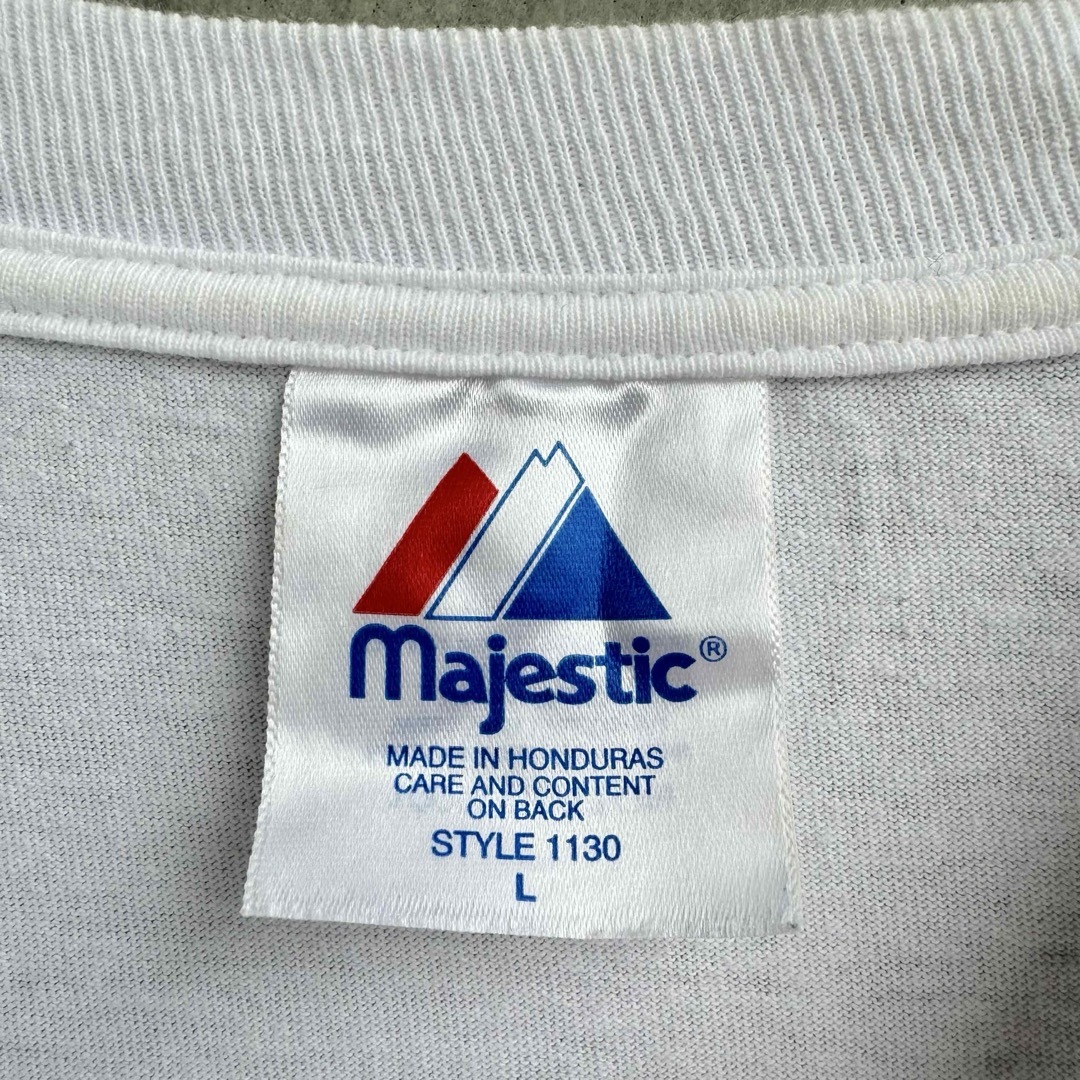 Majestic®
MADE IN HONDURAS
CARE AND CONTENT
ON BACK
STYLE 1130
L